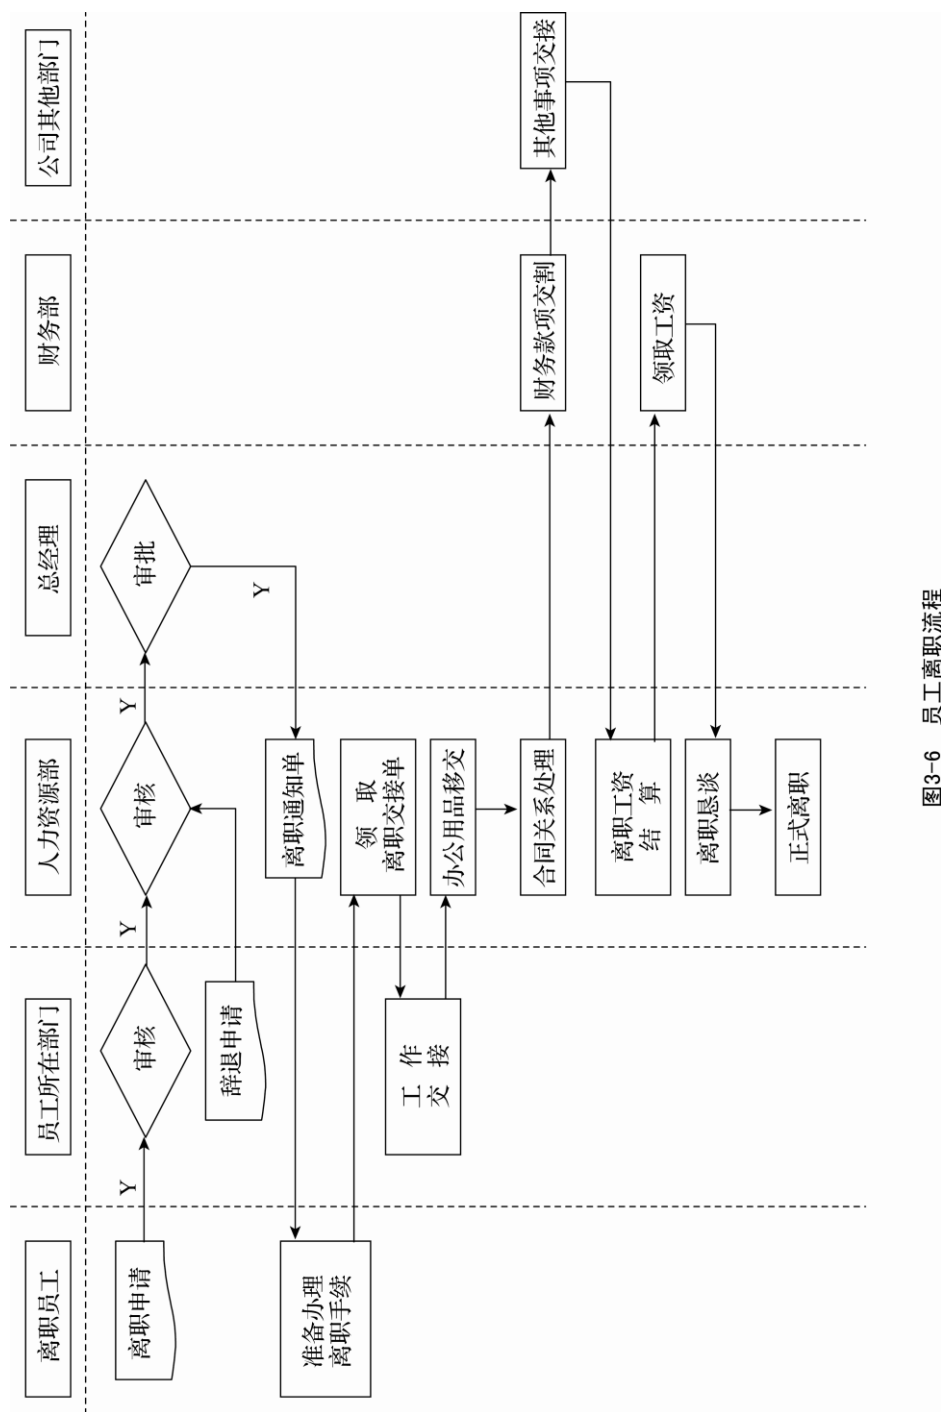 离职员工
员工所在部门
人力资源部
总经理
财务部
公司其他部门
离职申请
Y
审核
Y
审核
Y
审批
辞退申请
Y
离职通知单
准备办理
离职手续
领取
离职交接单
工作
交接
办公用品移交
合同关系处理
财务款项交割
其他事项交接
离职工资
结算
领取工资
离职恳谈
正式离职
图3-6 员工离职流程